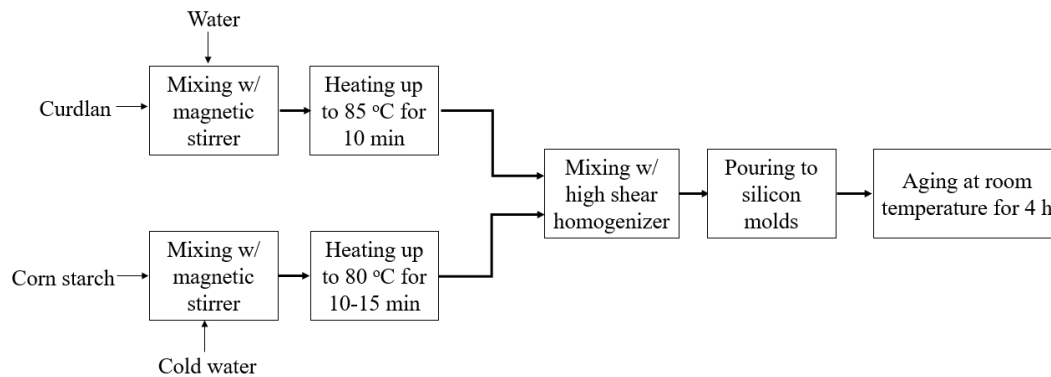 Water
Curdlan
Mixing w/
magnetic
stirrer
Heating up
to 85 °C for
10 min
Corn starch
Mixing w/
magnetic
stirrer
Heating up
to 80 °C for
10-15 min
Cold water
Mixing w/
high shear
homogenizer
Pouring to
silicon
molds
Aging at room
temperature for 4 h